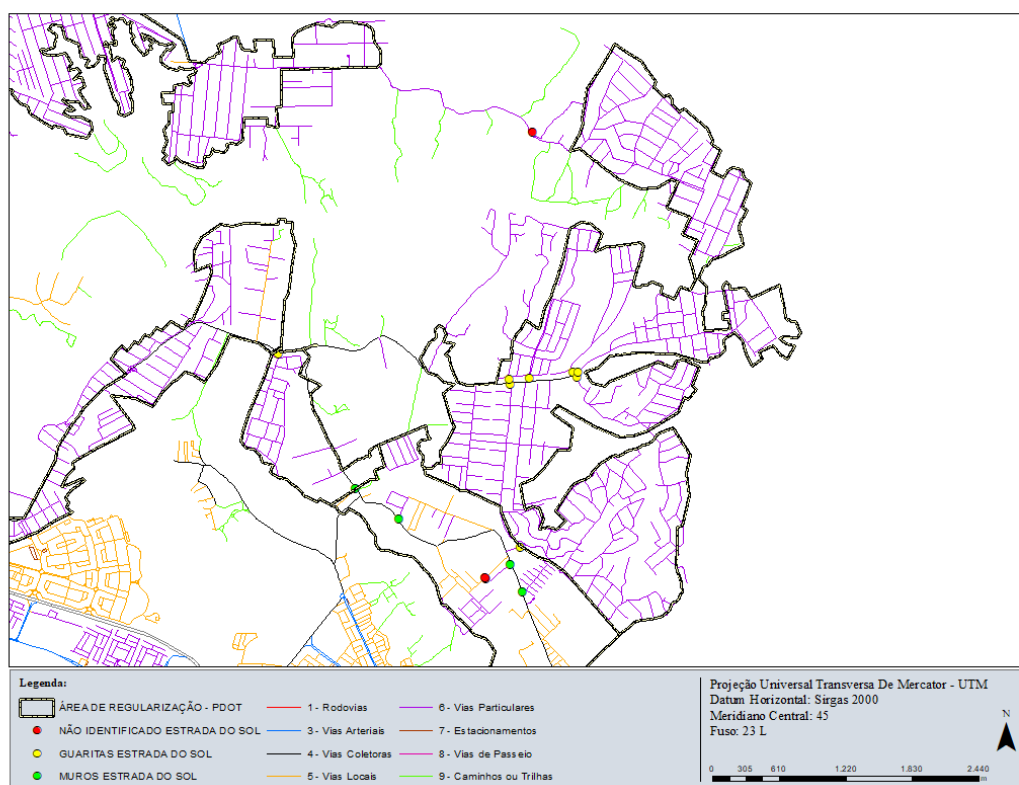 Legenda:
ÁREA DE REGULARIZAÇÃO - PDOT
NÃO IDENTIFICADO ESTRADA DO SOL
GUARITAS ESTRADA DO SOL
MUROS ESTRADA DO SOL
1 - Rodovias
3 - Vias Arteriais
4 - Vias Coletoras
5 - Vias Locais
6 - Vias Particulares
7 - Estacionamentos
8 - Vias de Passeio
9 - Caminhos ou Trilhas
Projeção Universal Transversa De Mercator - UTM
Datum Horizontal: Sirgas 2000
Meridiano Central: 45
Fuso: 23 L
N
0 305 610 1.220 1.830 2.440